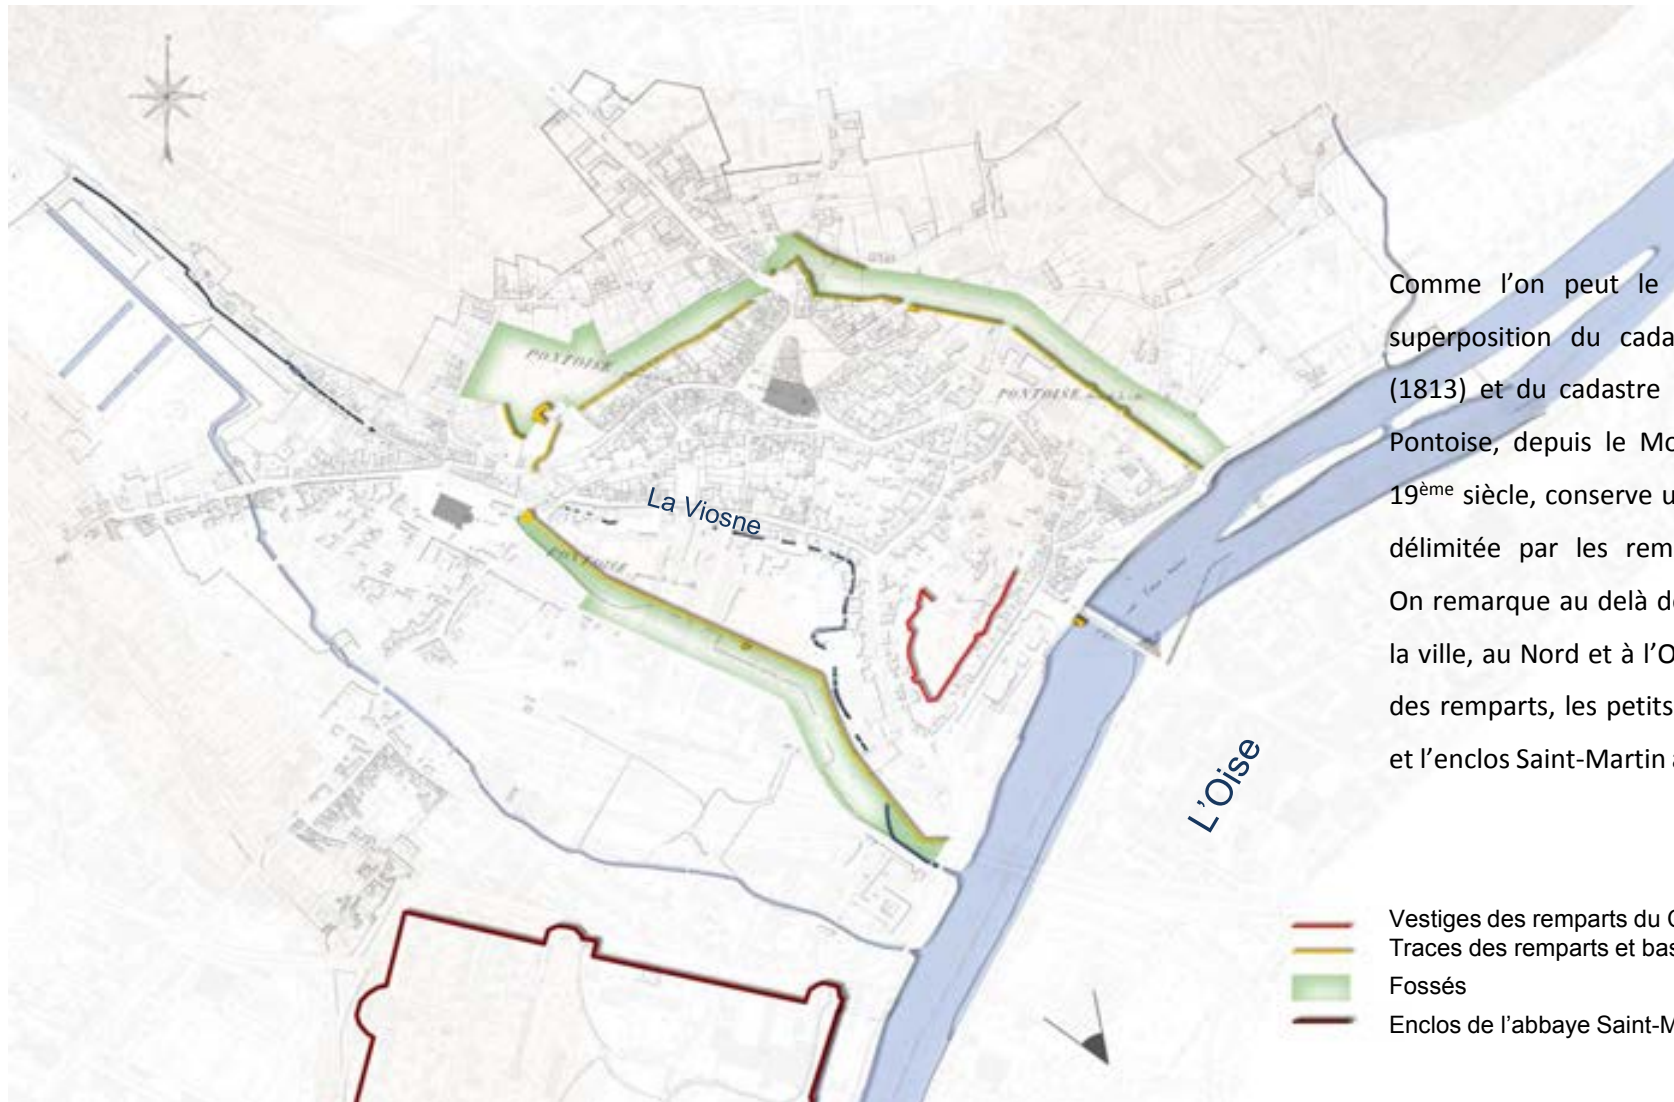 PONTOISE
PONTOISE
La Viosne
PONTOISE
L'Oise
Comme l'on peut le
superposition du cada
(1813) et du cadastre
Pontoise, depuis le Mo
19ème siècle, conserve u
délimitée par les rem
On remarque au delà de
la ville, au Nord et à l'O
des remparts, les petits
et l'enclos Saint-Martin a
Vestiges des remparts du C
Traces des remparts et bas
Fossés
Enclos de l'abbaye Saint-M